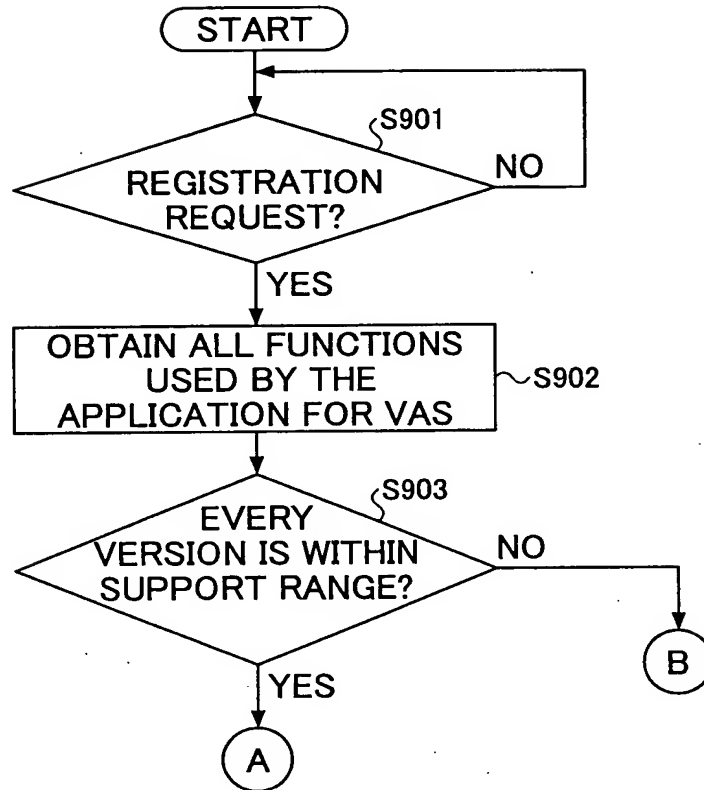 START
S901
REGISTRATION
REQUEST?
NO
YES
OBTAIN ALL FUNCTIONS
USED BY THE
APPLICATION FOR VAS
S902
S903
EVERY
VERSION IS WITHIN
SUPPORT RANGE?
NO
YES
B
A